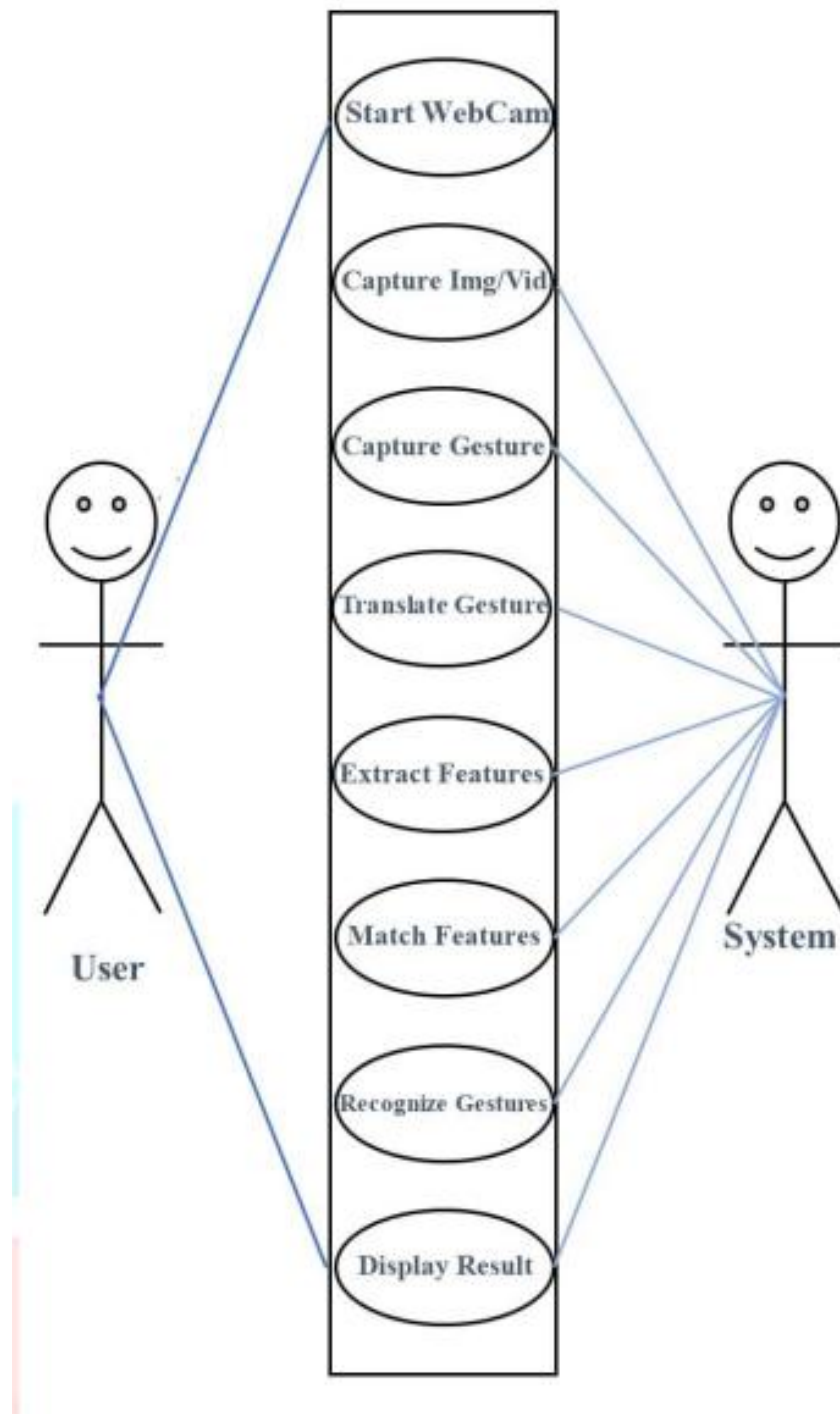 Start WebCam
Capture Img/Vid
Capture Gesture
Translate Gesture
Extract Features
Match Features
Recognize Gestures
Display Result
User
System